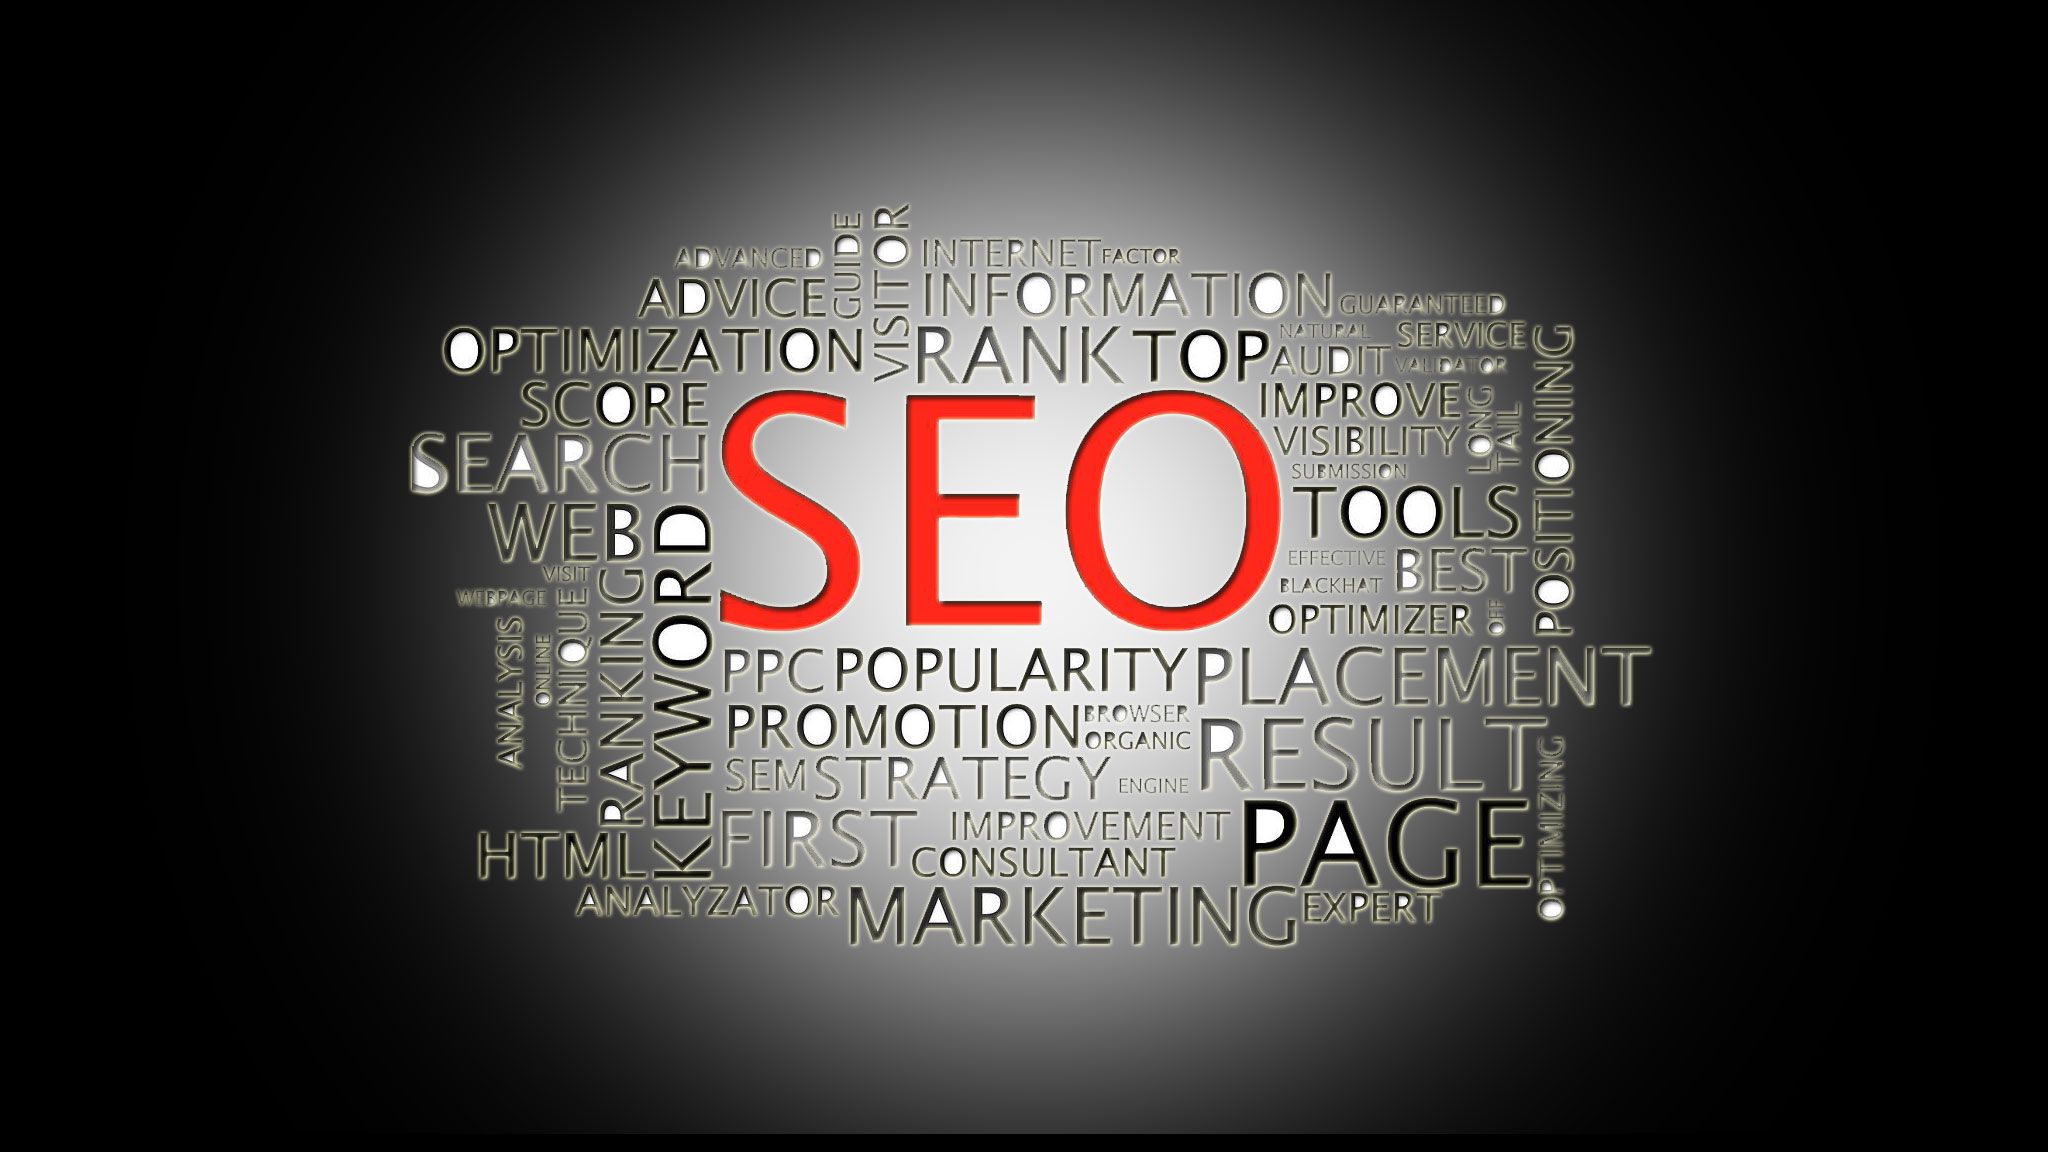 ADVANCED
GUIDE
VISITOR
INTERNET
FACTOR
ADVICE
INFORMATION
GUARANTEED
OPTIMIZATION
RANK
TOP
NATURAL
SERVICE
AUDIT
VALIDATOR
POSITIONING
SCORE
SEO
IMPROVE
LONG
TAIL
SEARCH
VISIBILITY
SUBMISSION
WEB
KEYWORD
TOOLS
VISIT
RANKING
EFFECTIVE
BEST
WEBPAGE
TECHNIQUE
BLACKHAT
ANALYSIS
ONLINE
OPTIMIZER
OFF
PPC
POPULARITY
PLACEMENT
PROMOTION
BROWSER
ORGANIC
RESULT
SEM
STRATEGY
ENGINE
OPTIMIZING
FIRST
IMPROVEMENT
PAGE
HTML
CONSULTANT
ANALYZATOR
MARKETING
EXPERT